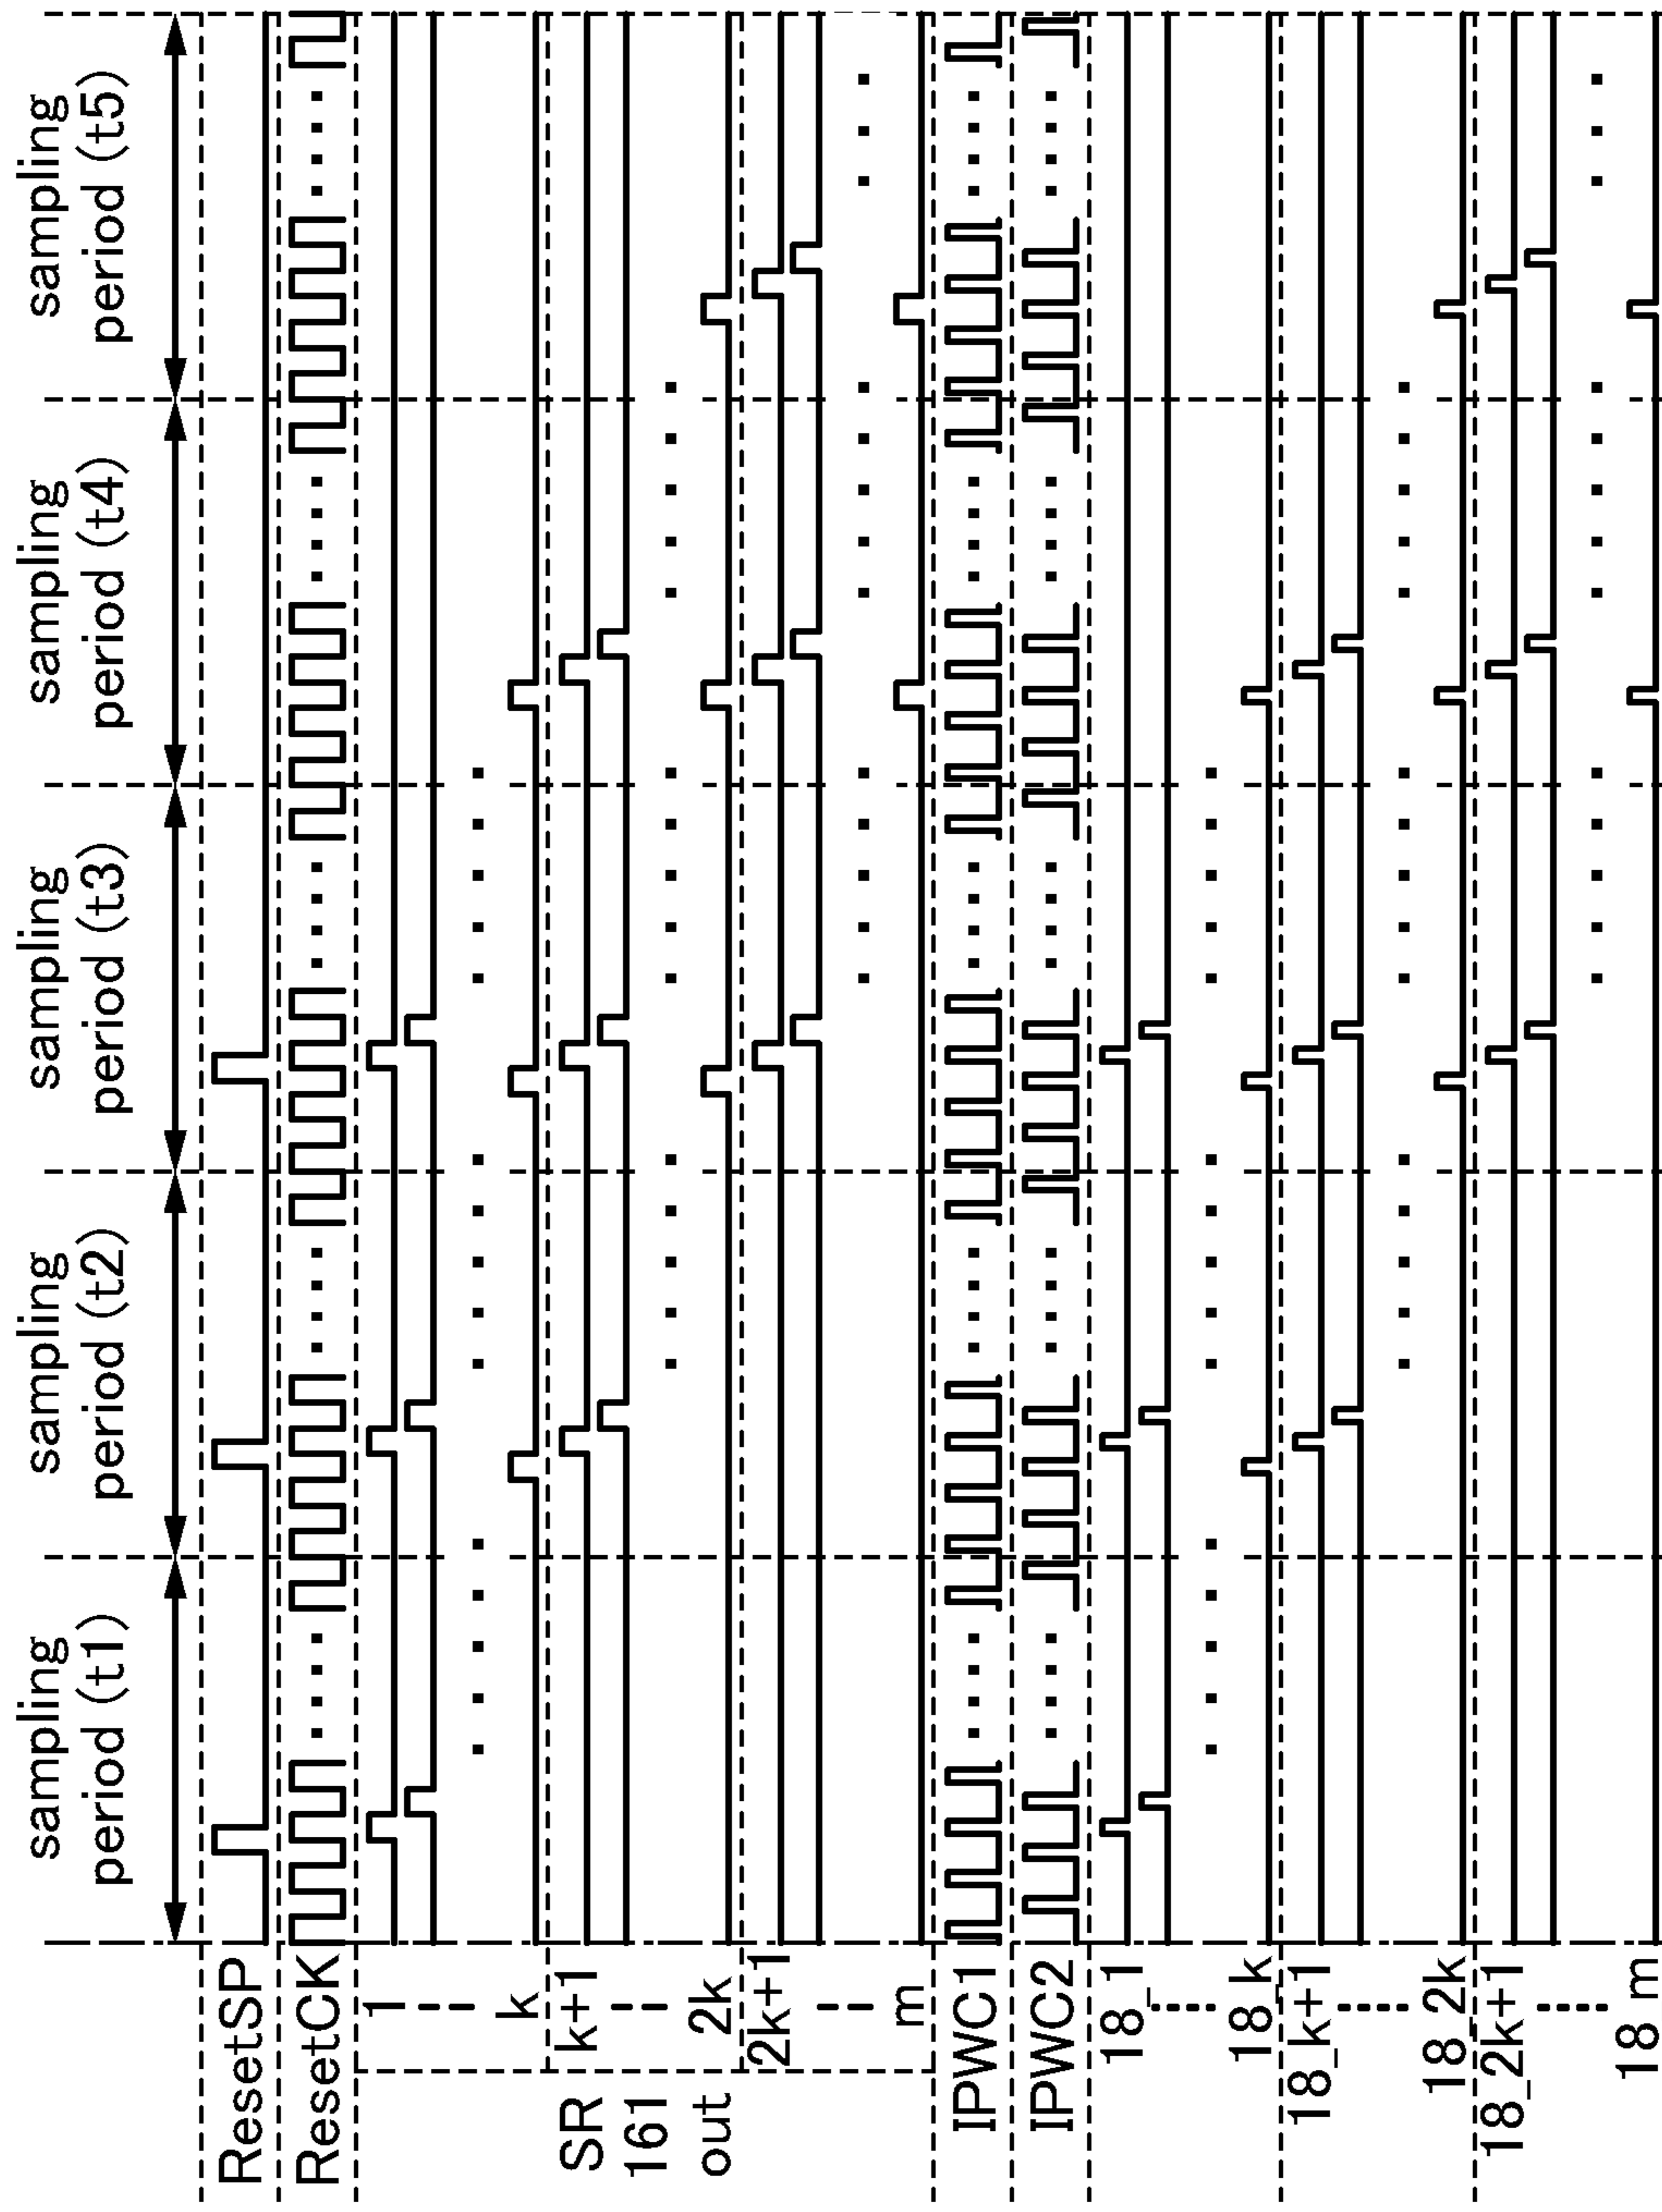 sampling
period (t1)
sampling
period (t2)
sampling
period (t3)
sampling
period (t4)
sampling
period (t5)
ResetSP
ResetCK
SR
161
out
1
k
k+1
2k
2k+1
m
IPWC1
IPWC2
18_1
18_k
18_k+1
18_2k
18_2k+1
18_m